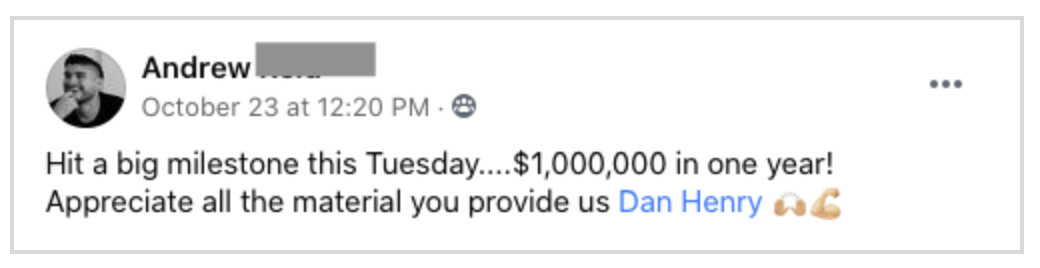 Andrew
October 23 at 12:20 PM ·
Hit a big milestone this Tuesday....$1,000,000 in one year!
Appreciate all the material you provide us Dan Henry 🙌🏼💪🏼